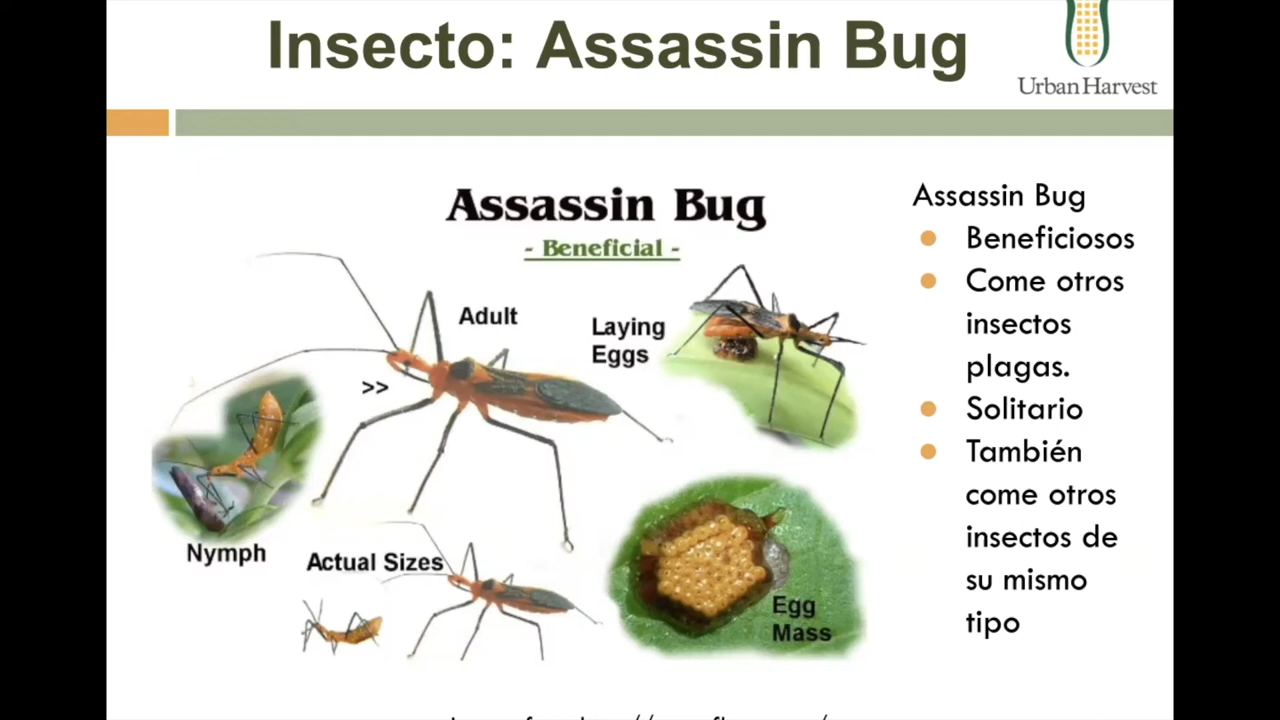 Insecto: Assassin Bug
Urban Harvest
Assassin Bug
- Beneficial -
Adult
Laying
Eggs
>>
Nymph
Actual Sizes
Egg
Mass
Assassin Bug
Beneficiosos
Come otros
insectos
plagas.
Solitario
También
come otros
insectos de
su mismo
tipo